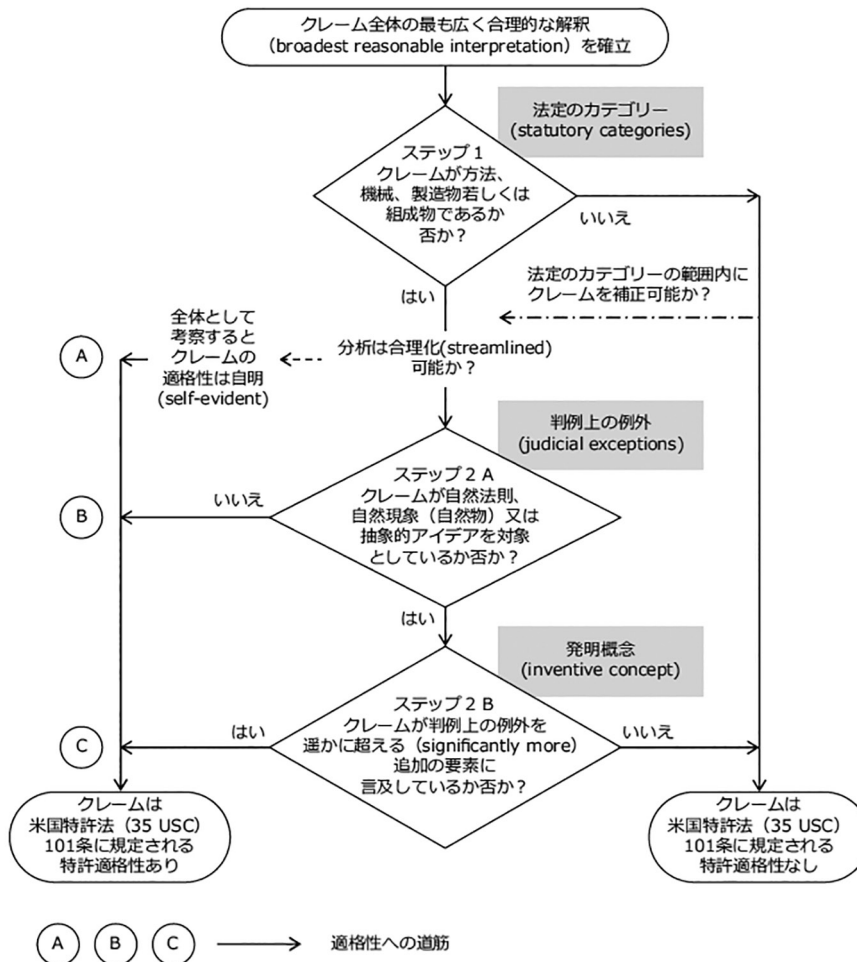 クレーム全体の最も広く合理的な解釈
（broadest reasonable interpretation）を確立
法定のカテゴリー
(statutory categories)
ステップ 1
クレームが方法、
機械、製造物若しくは
組成物であるか
否か？
いいえ
はい
法定のカテゴリーの範囲内に
クレームを補正可能か？
分析は合理化(streamlined)
可能か？
全体として
考察すると
クレームの
適格性は自明
(self-evident)
A
判例上の例外
(judicial exceptions)
ステップ 2 A
クレームが自然法則、
自然現象（自然物）又は
抽象的アイデアを対象
としているか否か？
いいえ
B
はい
発明概念
(inventive concept)
ステップ 2 B
クレームが判例上の例外を
遥かに超える（significantly more）
追加の要素に
言及しているか否か？
はい
いいえ
C
クレームは
米国特許法（35 USC）
101条に規定される
特許適格性あり
クレームは
米国特許法（35 USC）
101条に規定される
特許適格性なし
A B C 適格性への道筋